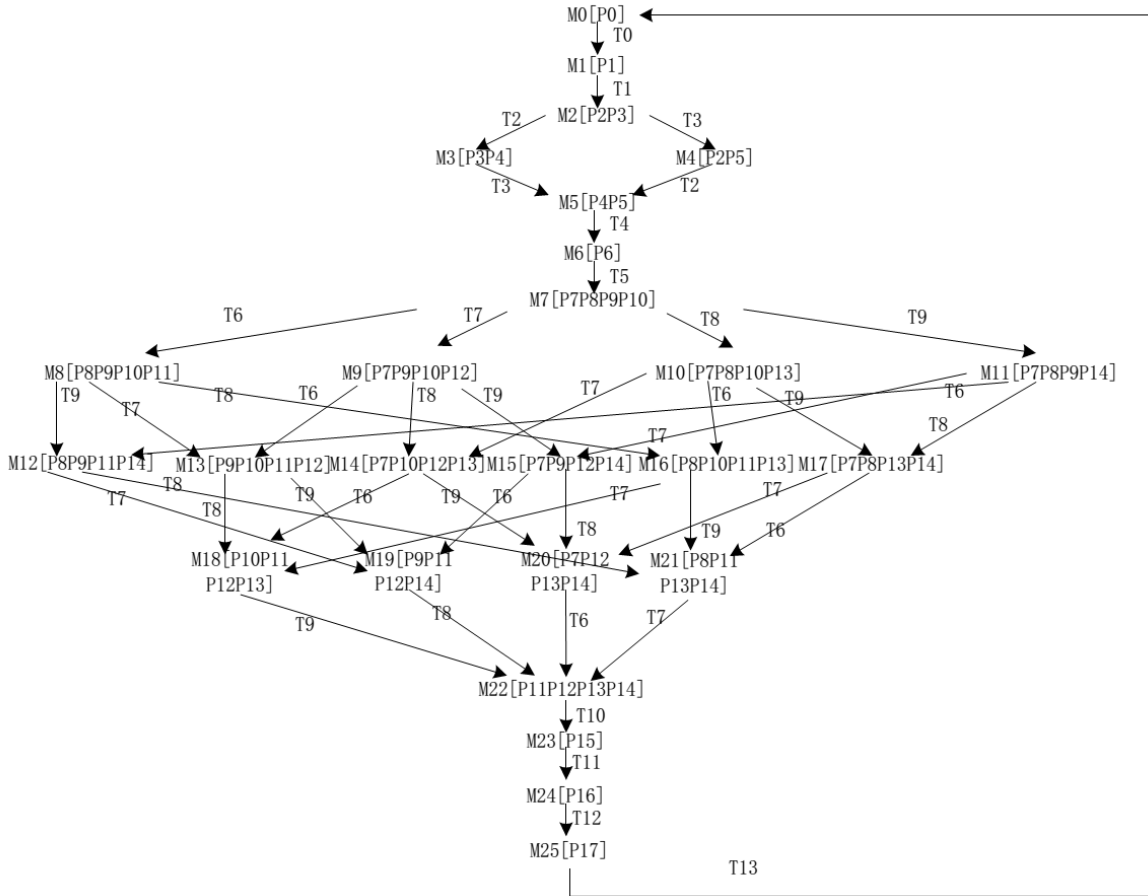 M0[P0]
T0
M1[P1]
T1
M2[P2P3]
T2
T3
M3[P3P4]
M4[P2P5]
T3
T2
M5[P4P5]
T4
M6[P6]
T5
M7[P7P8P9P10]
T6
T7
T8
T9
M8[P8P9P10P11]
M9[P7P9P10P12]
M10[P7P8P10P13]
M11[P7P8P9P14]
T9
T7
T8
T6
T8
T9
T7
T6
T9
T6
T7
T8
M12[P8P9P11P14]
M13[P9P10P11P12]
M14[P7P10P12P13]
M15[P7P9P12P14]
M16[P8P10P11P13]
M17[P7P8P13P14]
T7
T8
T8
T9
T6
T9
T6
T8
T7
T9
T7
T6
M18[P10P11
P12P13]
M19[P9P11
P12P14]
M20[P7P12
P13P14]
M21[P8P11
P13P14]
T9
T8
T6
T7
M22[P11P12P13P14]
T10
M23[P15]
T11
M24[P16]
T12
M25[P17]
T13